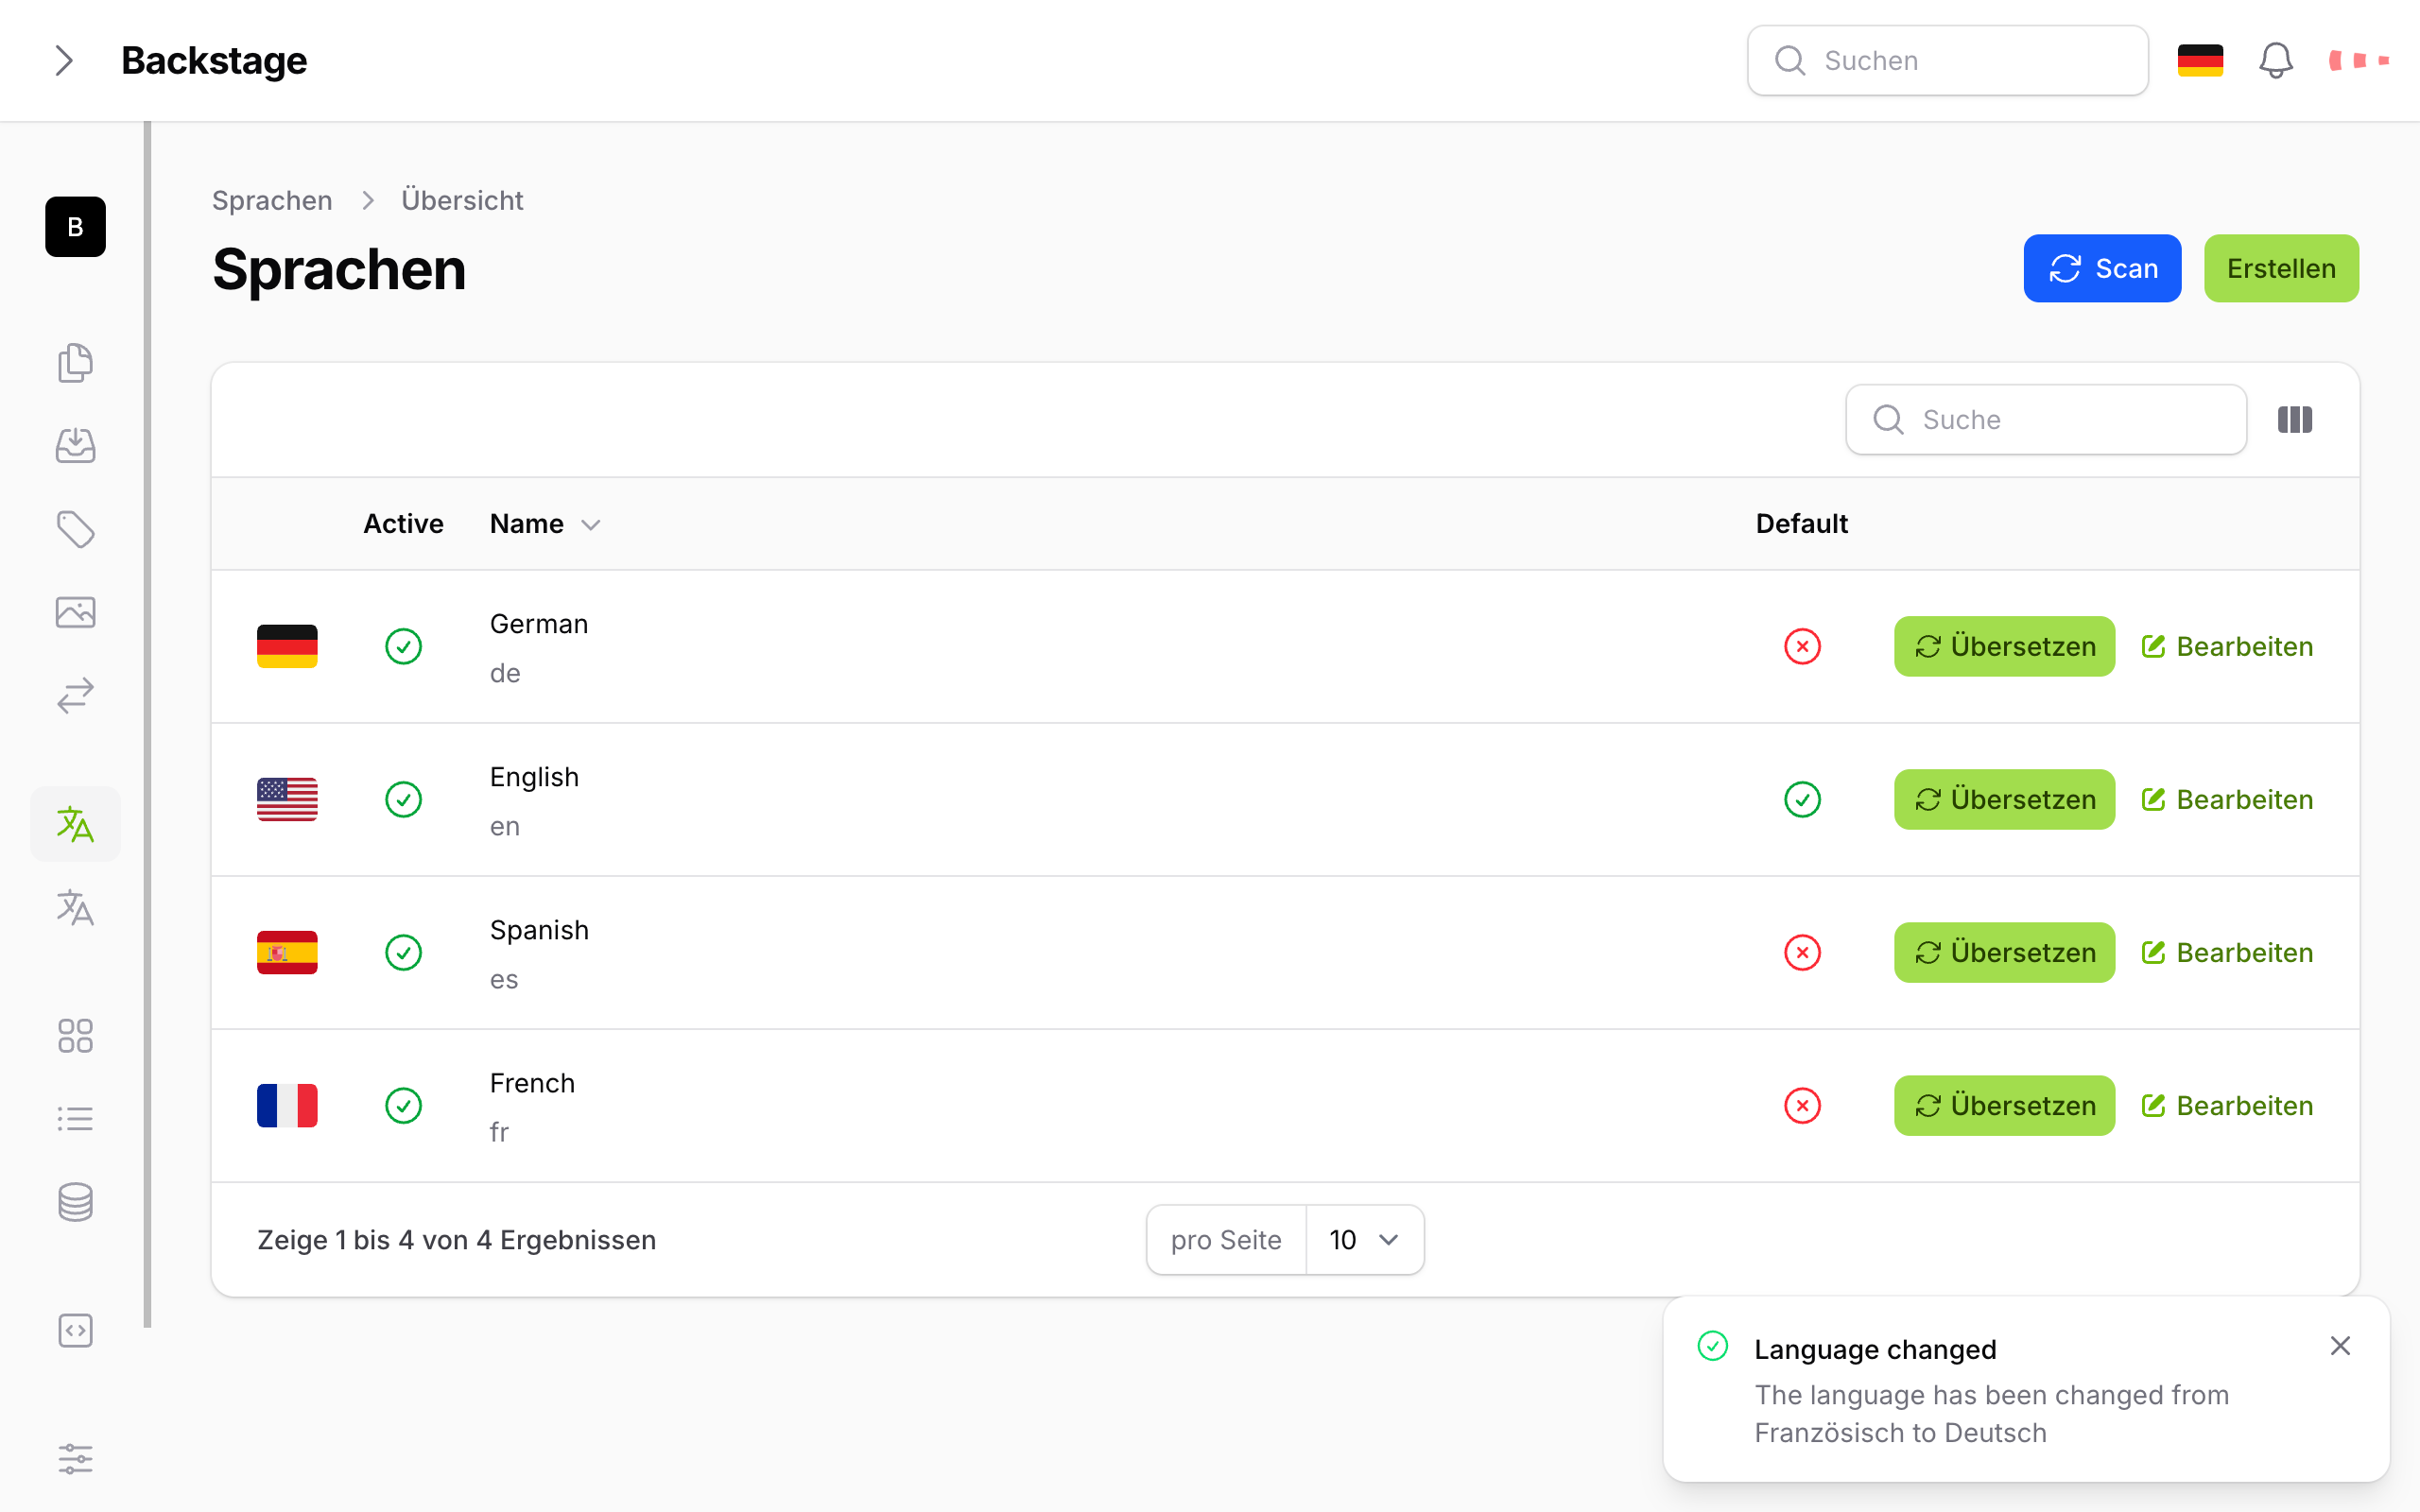 Backstage
Suchen
B
Sprachen Übersicht
Sprachen
Scan
Erstellen
Suche
Active Name Default
German
de
Übersetzen Bearbeiten
English
en
Übersetzen Bearbeiten
Spanish
es
Übersetzen Bearbeiten
French
fr
Übersetzen Bearbeiten
Zeige 1 bis 4 von 4 Ergebnissen
pro Seite 10
Language changed
The language has been changed from
Französisch to Deutsch